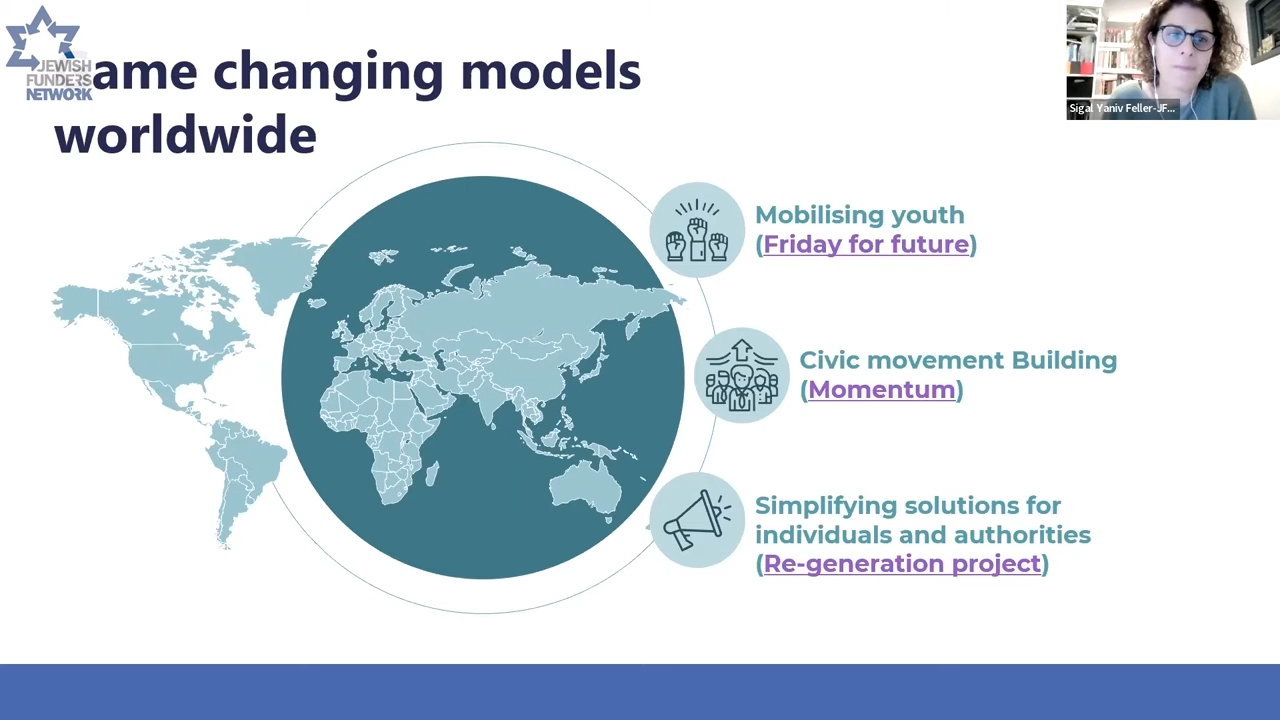 JEWISH
FUNDERS
NETWORK
ame changing models
worldwide
Sigal Yaniv Feller-JF...
Mobilising youth
(Friday for future)
Civic movement Building
(Momentum)
Simplifying solutions for
individuals and authorities
(Re-generation project)